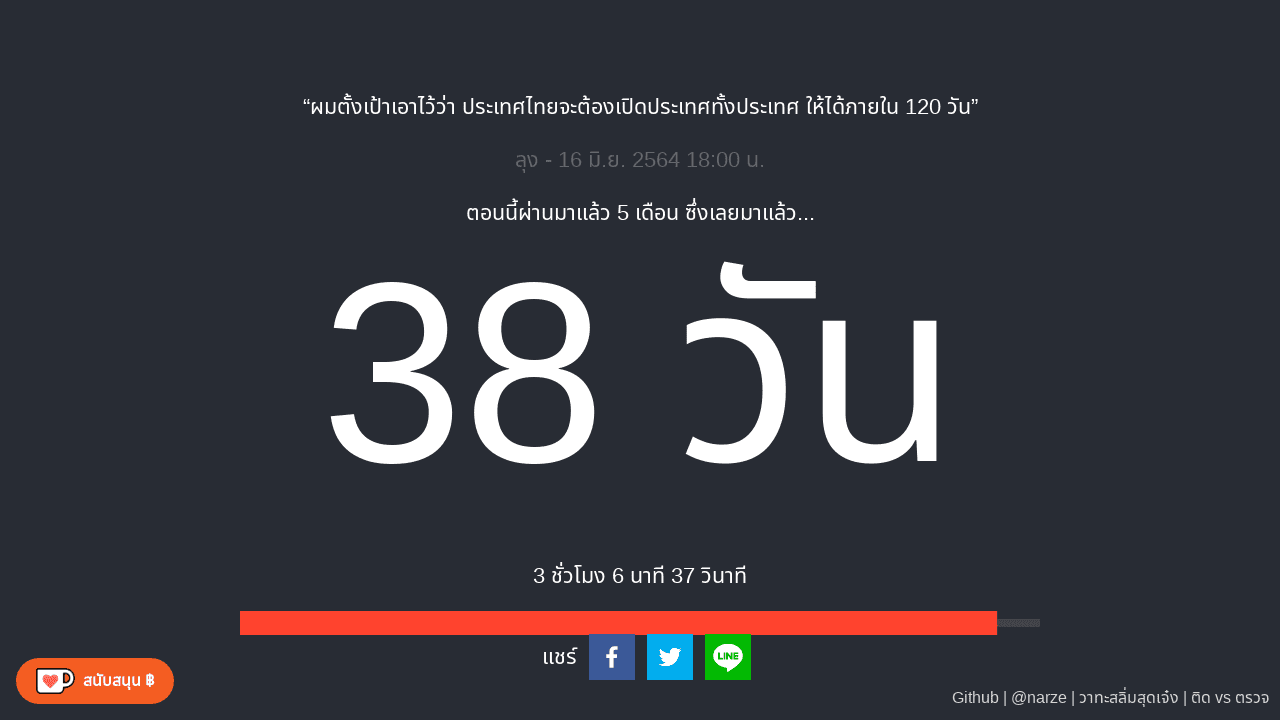 “ผมตั้งเป้าเอาไว้ว่า ประเทศไทยจะต้องเปิดประเทศทั้งประเทศ ให้ได้ภายใน 120 วัน”
ลุง - 16 มิ.ย. 2564 18:00 น.
ตอนนี้ผ่านมาแล้ว 5 เดือน ซึ่งเลยมาแล้ว...
38 วัน
3 ชั่วโมง 6 นาที 37 วินาที
แชร์
LINE
สนับสนุน ฿
Github | @narze | วาทะสลิ่มสุดเจ๋ง | ติด vs ตรวจ